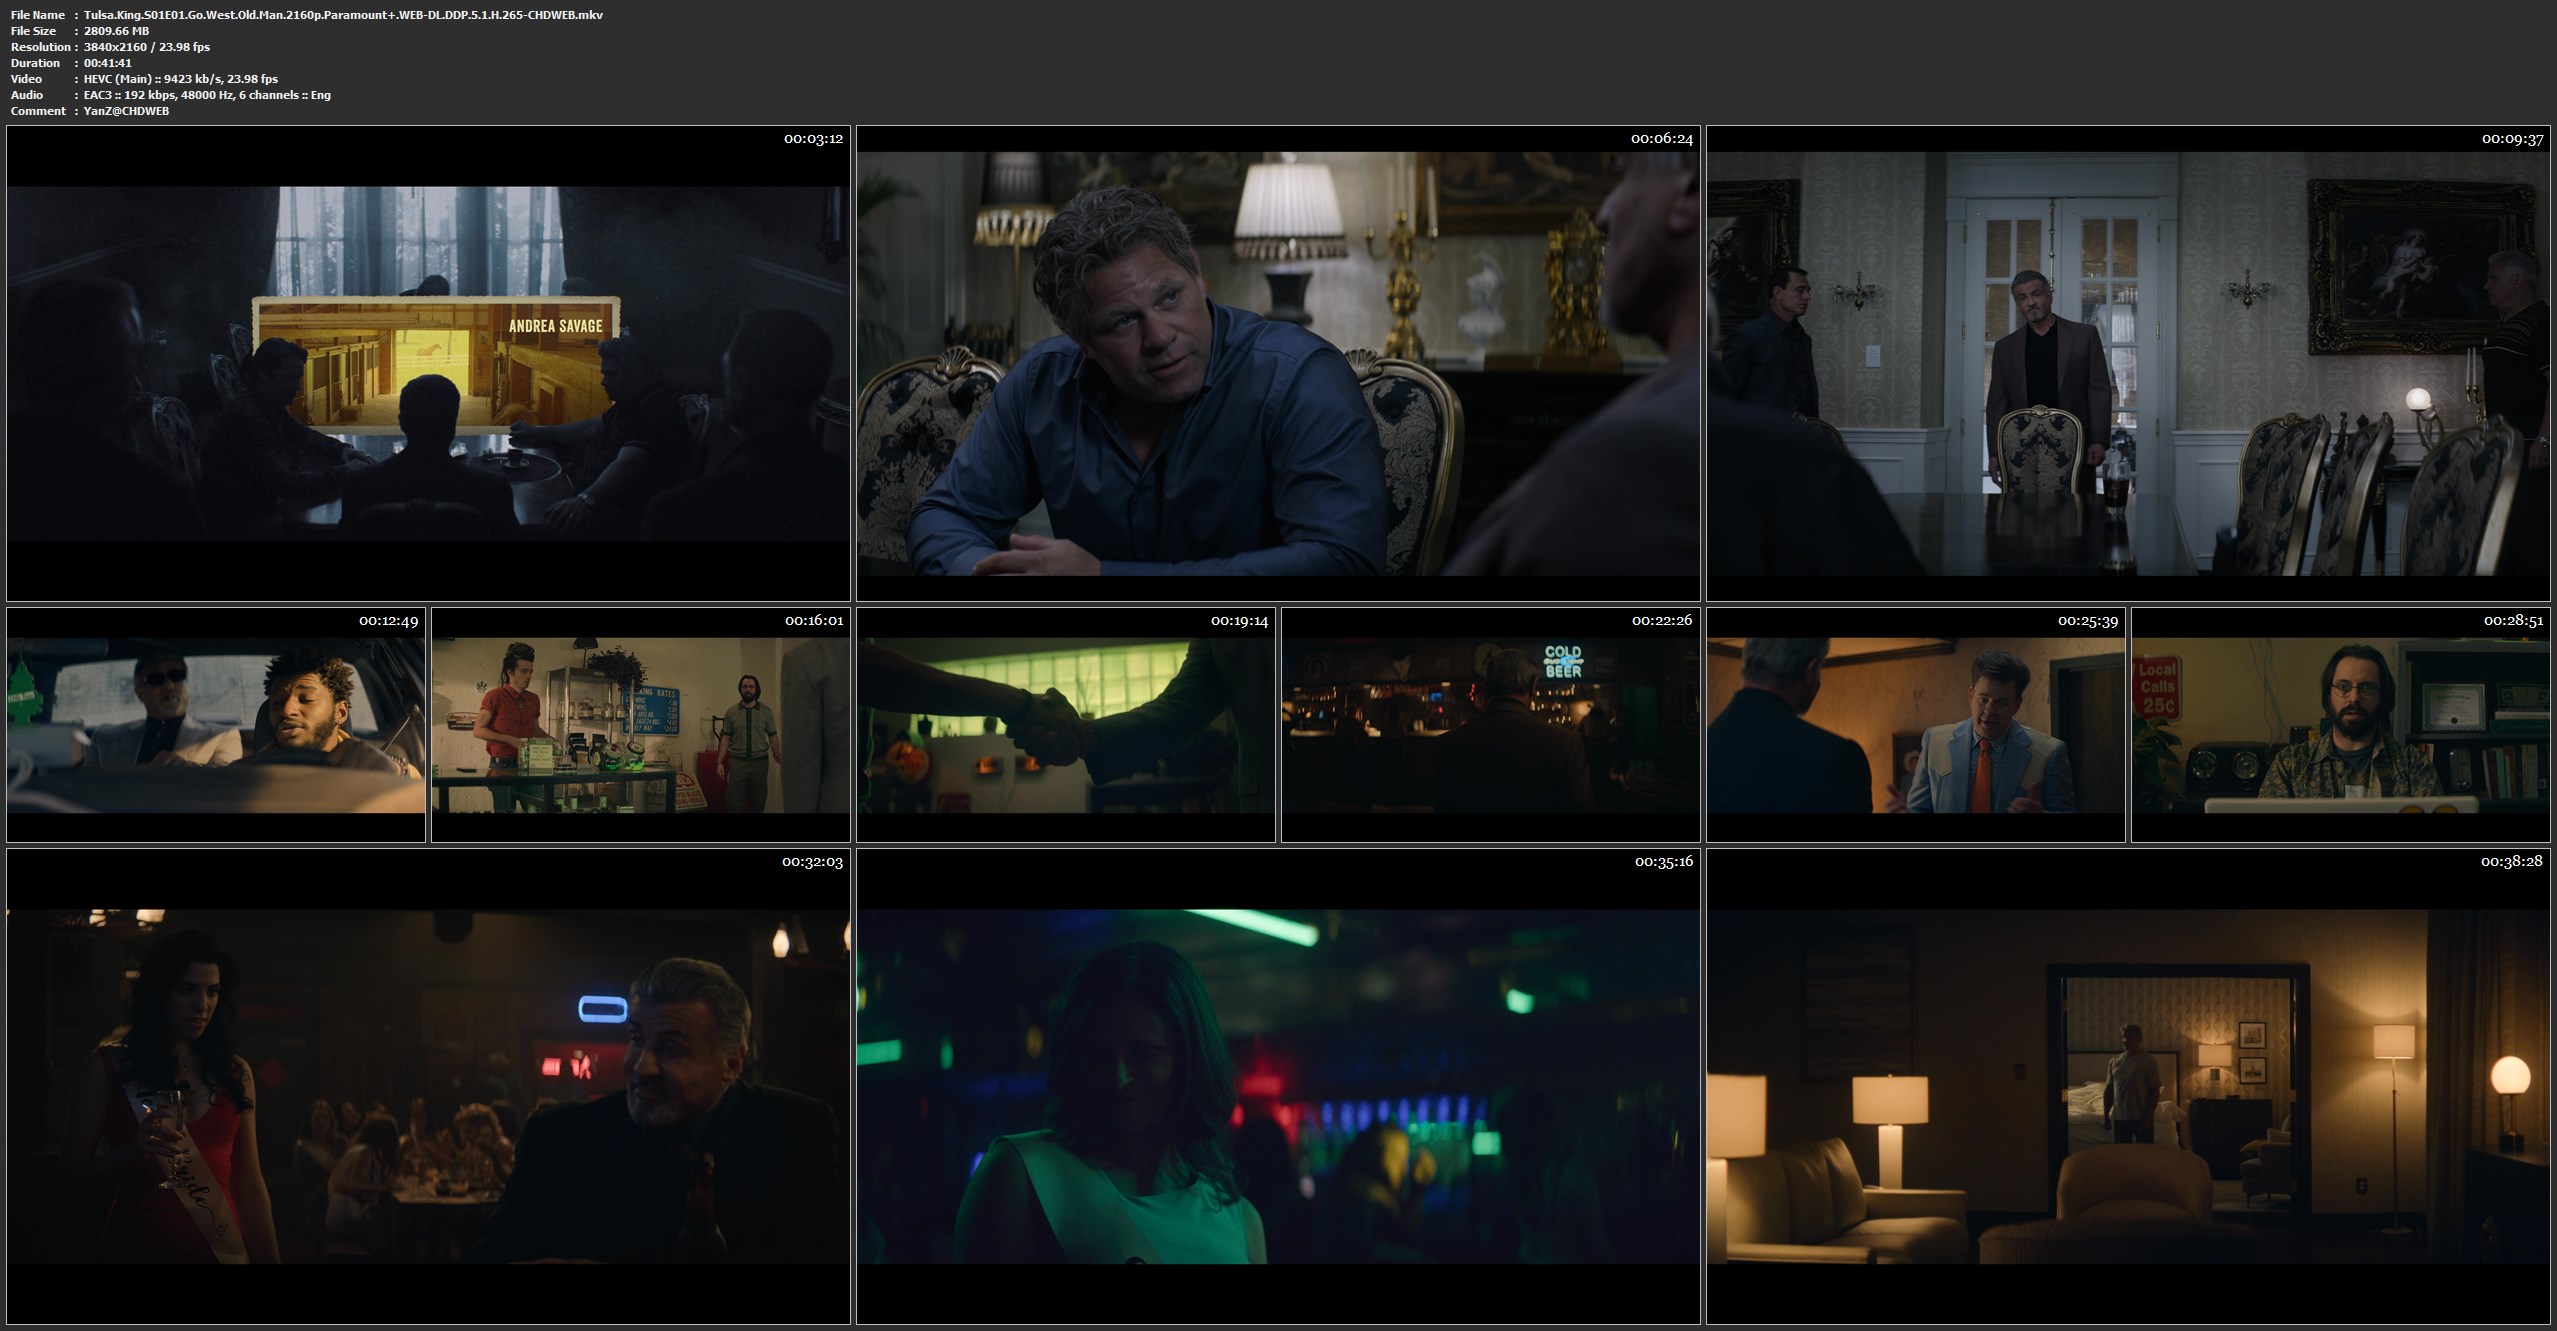 File Name : Tulsa.King.S01E01.Go.West.Old.Man.2160p.Paramount+.WEB-DL.DDP.5.1.H.265-CHDWEB.mkv
File Size : 2809.66 MB
Resolution : 3840x2160 / 23.98 fps
Duration : 00:41:41
Video : HEVC (Main) :: 9423 kb/s, 23.98 fps
Audio : EAC3 :: 192 kbps, 48000 Hz, 6 channels :: Eng
Comment : YanZ@CHDWEB
00:03:12
ANDREA SAVAGE
00:06:24
00:09:37
00:12:49
00:16:01
RATES
00:19:14
00:22:26
COLD
BEER
00:25:39
00:28:51
Local
Calls
25¢
00:32:03
Bride
00:35:16
00:38:28